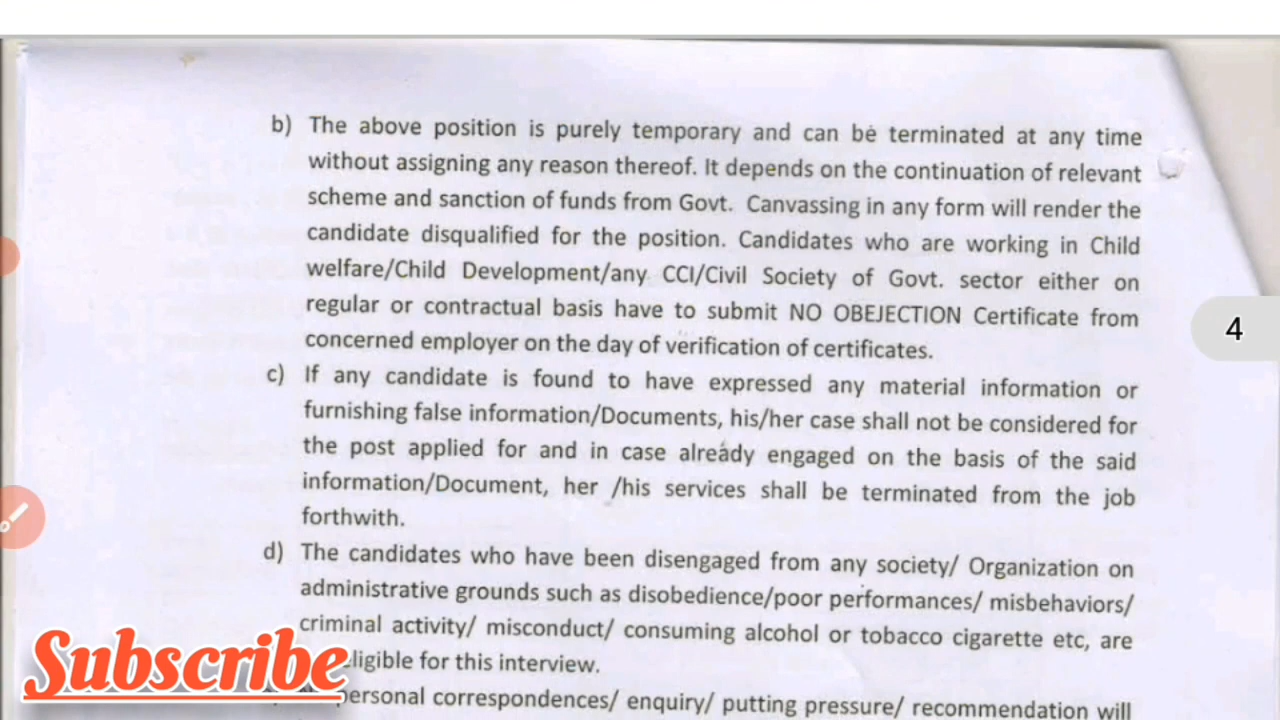 b) The above position is purely temporary and can be terminated at any time
without assigning any reason thereof. It depends on the continuation of relevant
scheme and sanction of funds from Govt. Canvassing in any form will render the
candidate disqualified for the position. Candidates who are working in Child
welfare/Child Development/any CCI/Civil Society of Govt. sector either on
regular or contractual basis have to submit NO OBEJECTION Certificate from
concerned employer on the day of verification of certificates.
c) If any candidate is found to have expressed any material information or
furnishing false information/Documents, his/her case shall not be considered for
the post applied for and in case already engaged on the basis of the said
information/Document, her /his services shall be terminated from the job
forthwith.
d) The candidates who have been disengaged from any society/ Organization on
administrative grounds such as disobedience/poor performances/ misbehaviors/
criminal activity/ misconduct/ consuming alcohol or tobacco cigarette etc, are
ligible for this interview.
personal correspondences/ enquiry/ putting pressure/ recommendation will
4
Subscribe